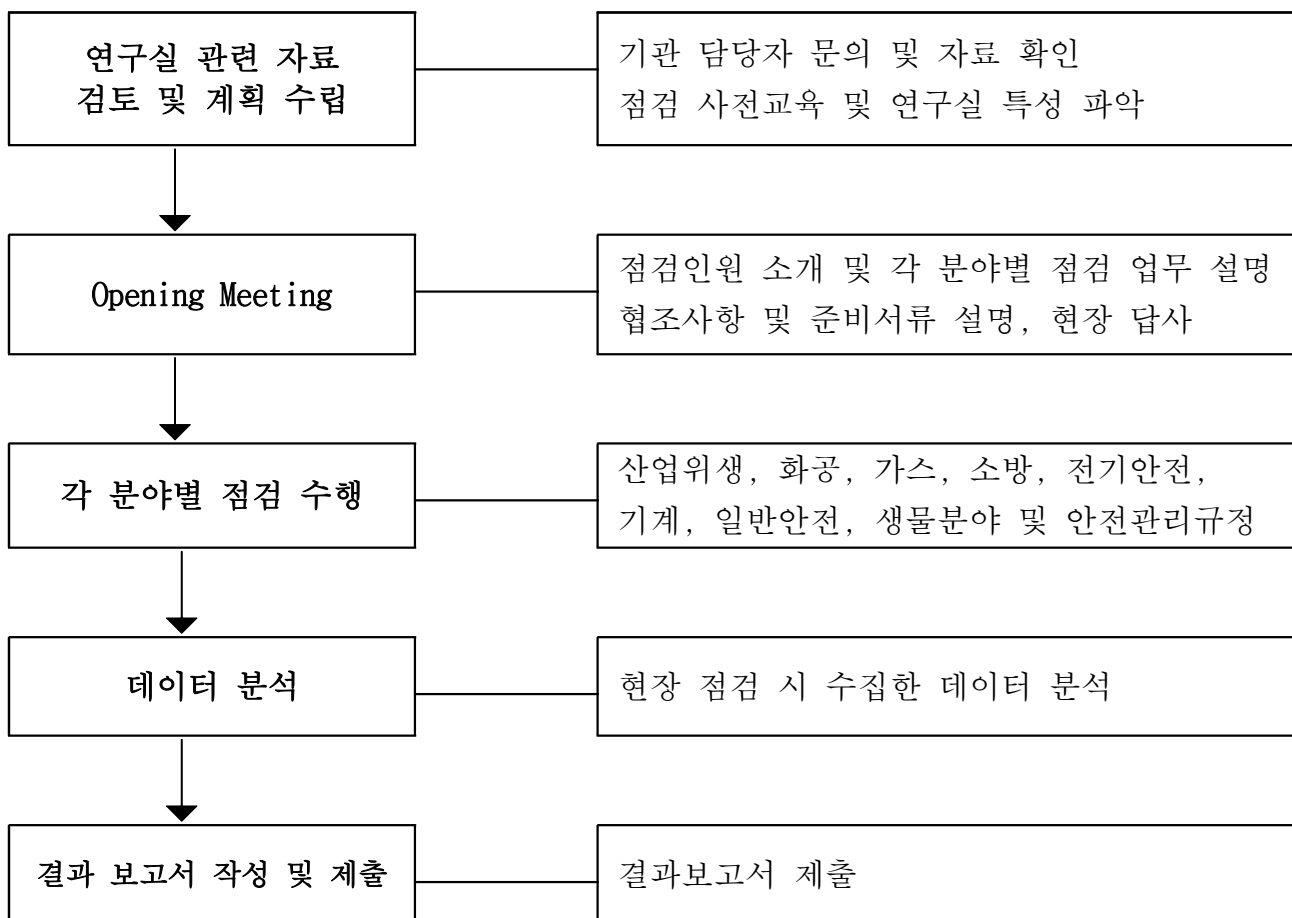 연구실 관련 자료
검토 및 계획 수립
기관 담당자 문의 및 자료 확인
점검 사전교육 및 연구실 특성 파악
Opening Meeting
점검인원 소개 및 각 분야별 점검 업무 설명
협조사항 및 준비서류 설명, 현장 답사
각 분야별 점검 수행
산업위생, 화공, 가스, 소방, 전기안전,
기계, 일반안전, 생물분야 및 안전관리규정
데이터 분석
현장 점검 시 수집한 데이터 분석
결과 보고서 작성 및 제출
결과보고서 제출